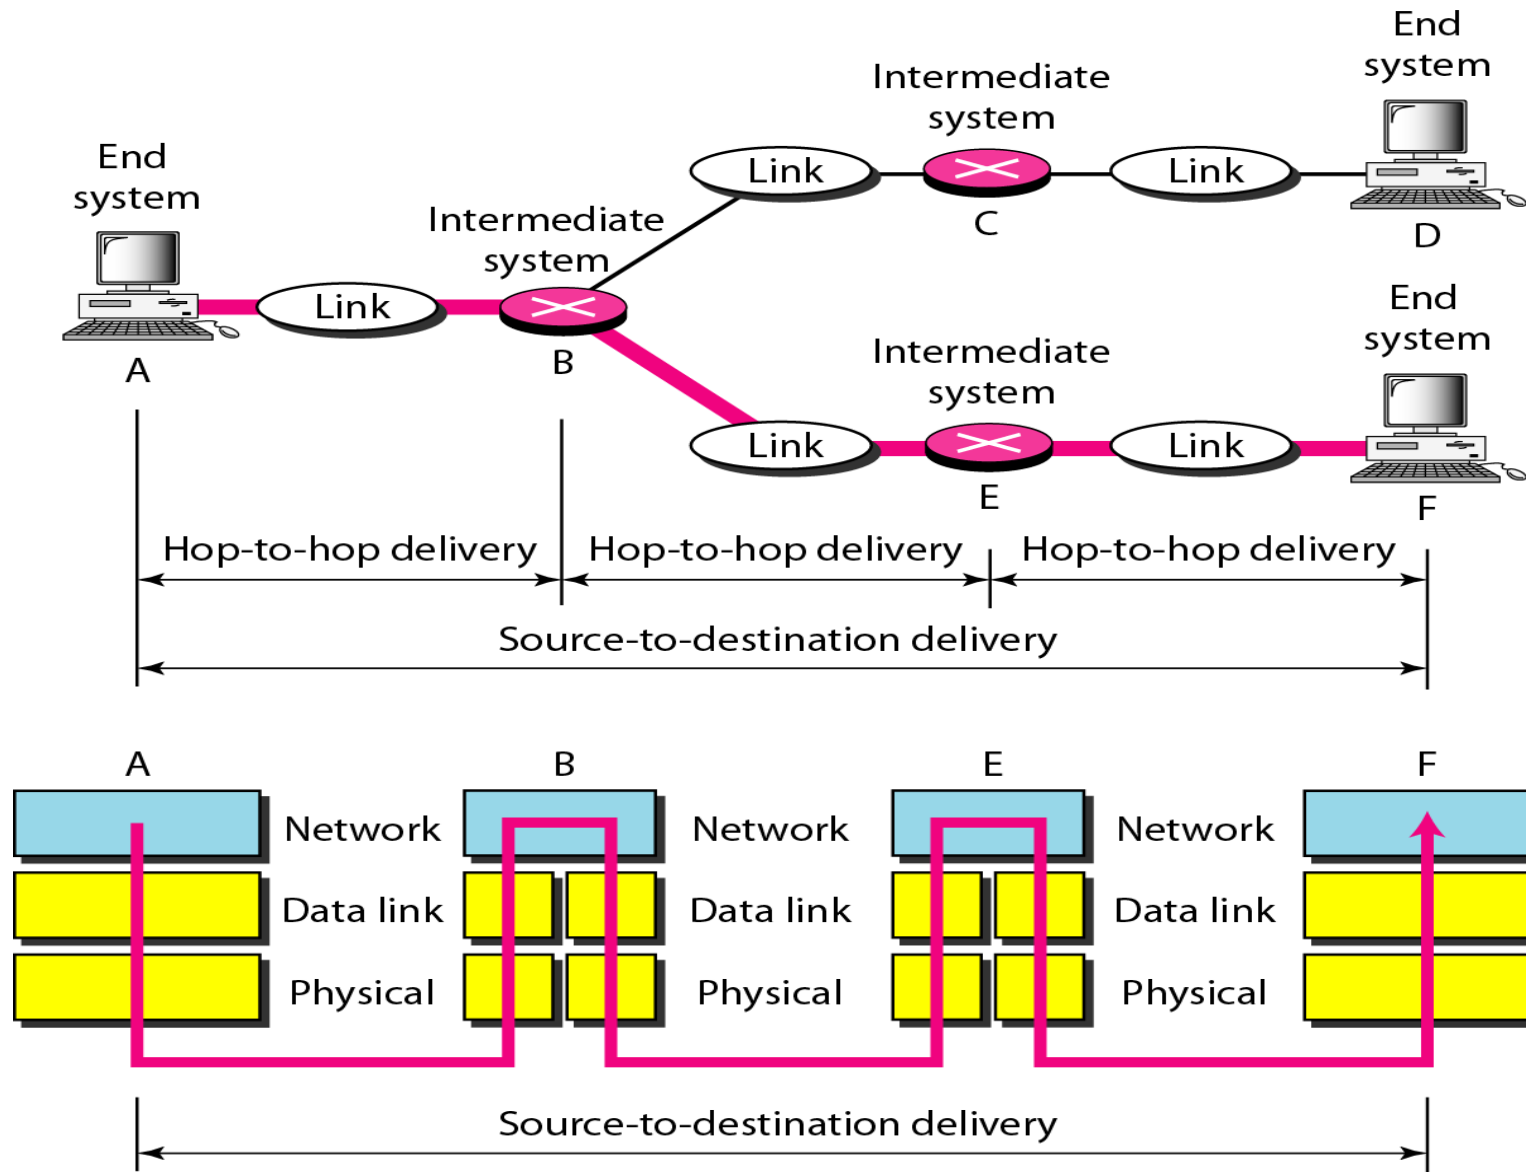 End
system
Intermediate
system
Link
C
Link
D
End
system
A
Link
Intermediate
system
B
End
system
Intermediate
system
Link
E
Link
F
Hop-to-hop delivery
Hop-to-hop delivery
Hop-to-hop delivery
Source-to-destination delivery
A
B
E
F
Network
Network
Network
Data link
Data link
Data link
Physical
Physical
Physical
Source-to-destination delivery